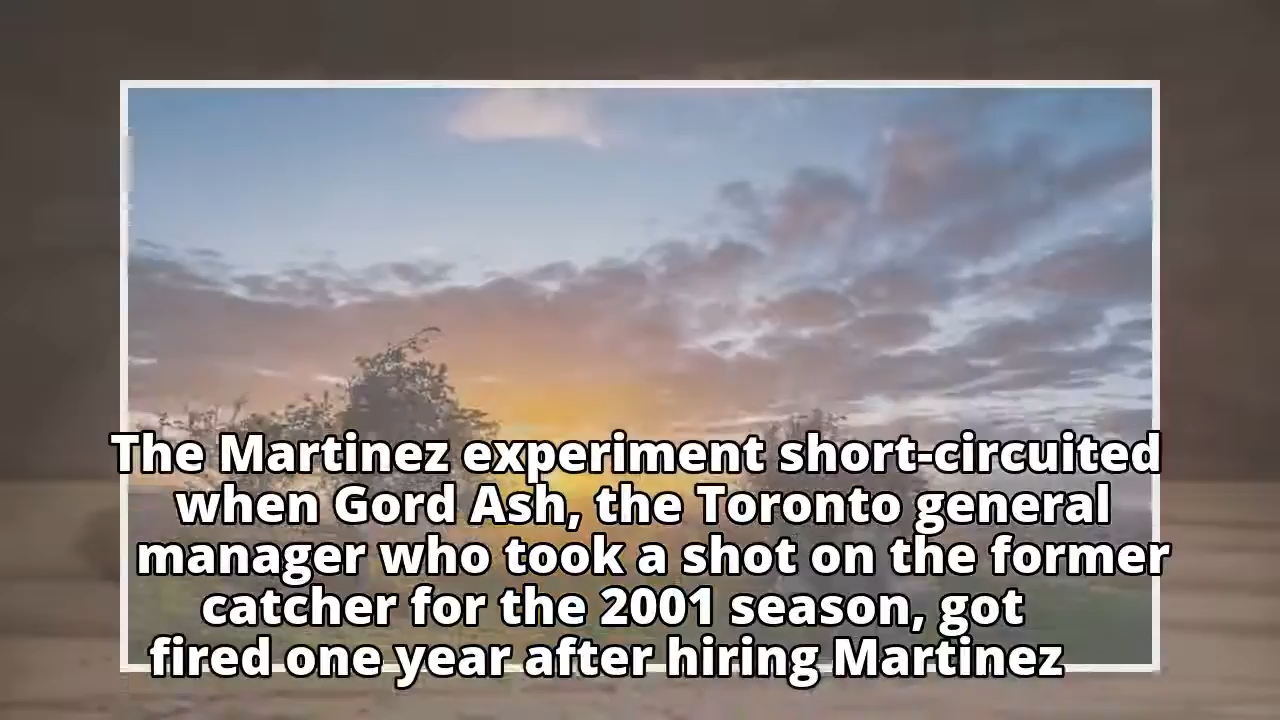 The Martinez experiment short-circuited
when Gord Ash, the Toronto general
manager who took a shot on the former
catcher for the 2001 season, got
fired one year after hiring Martinez